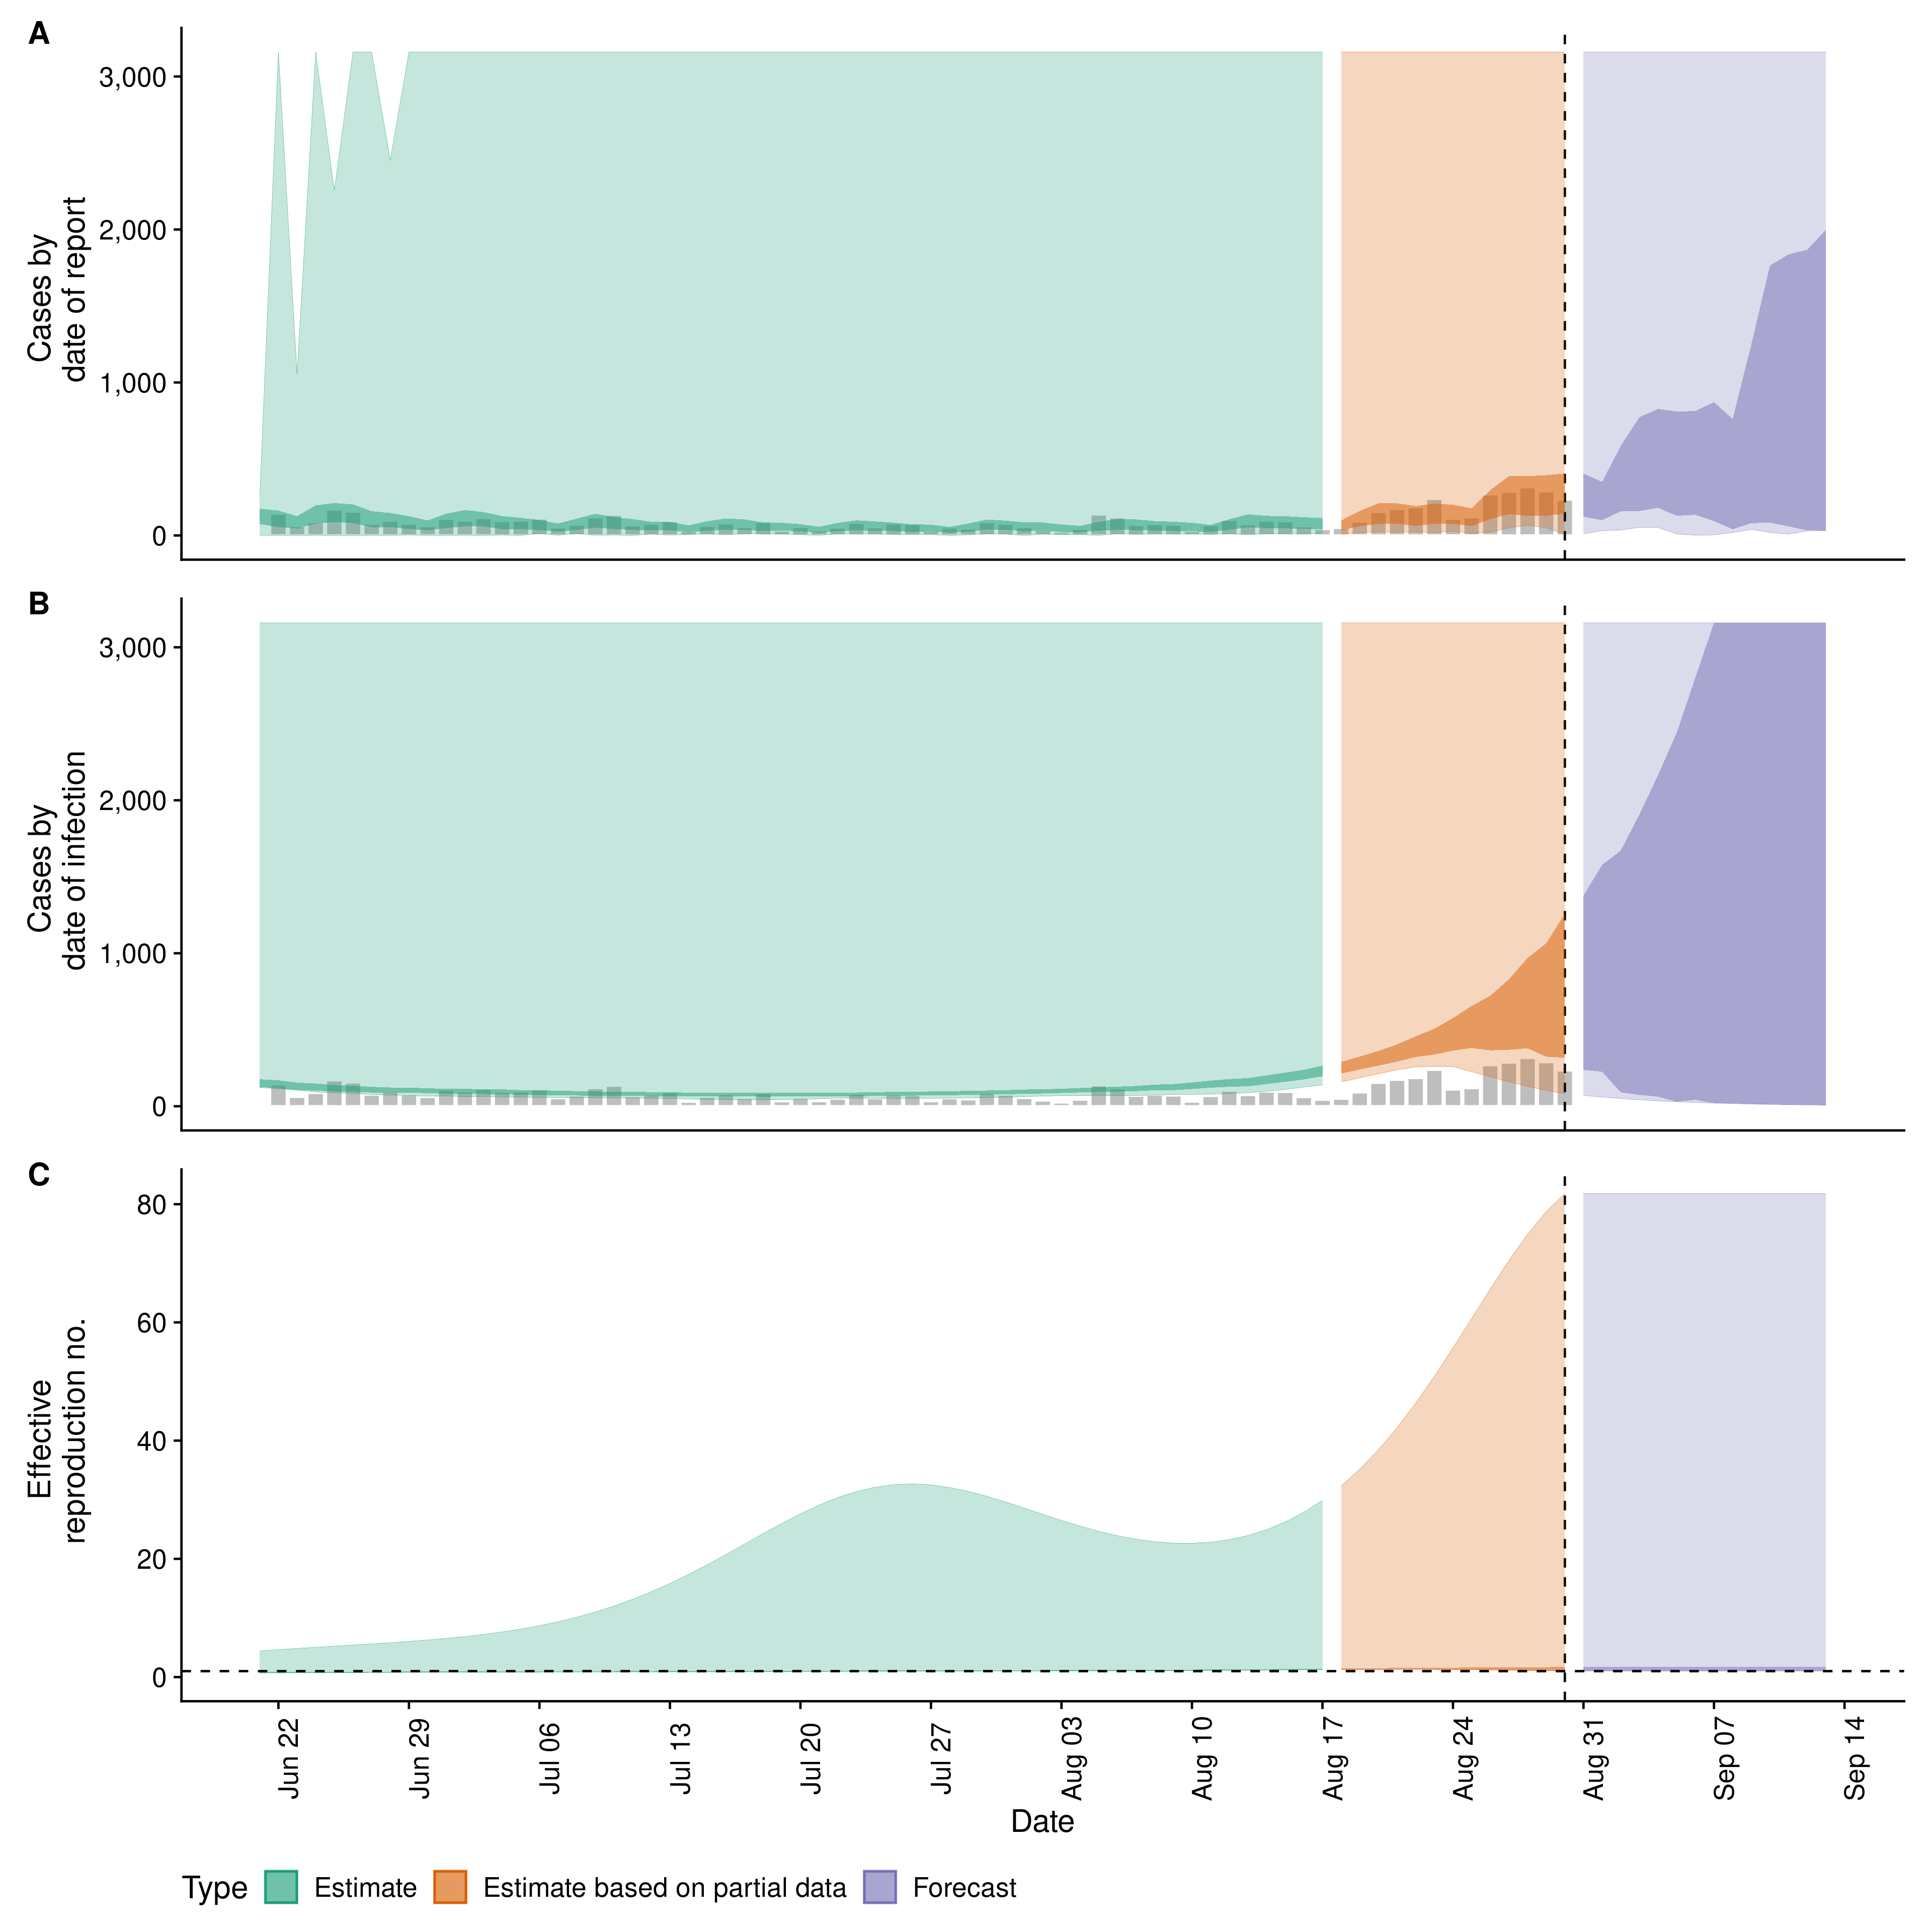 A
Cases by
date of report
3,000
2,000
1,000
0
B
Cases by
date of infection
3,000
2,000
1,000
0
C
Effective
reproduction no.
80
60
40
20
0
Jun 22
Jun 29
Jul 06
Jul 13
Jul 20
Jul 27
Aug 03
Aug 10
Aug 17
Aug 24
Aug 31
Sep 07
Sep 14
Date
Type Estimate Estimate based on partial data Forecast